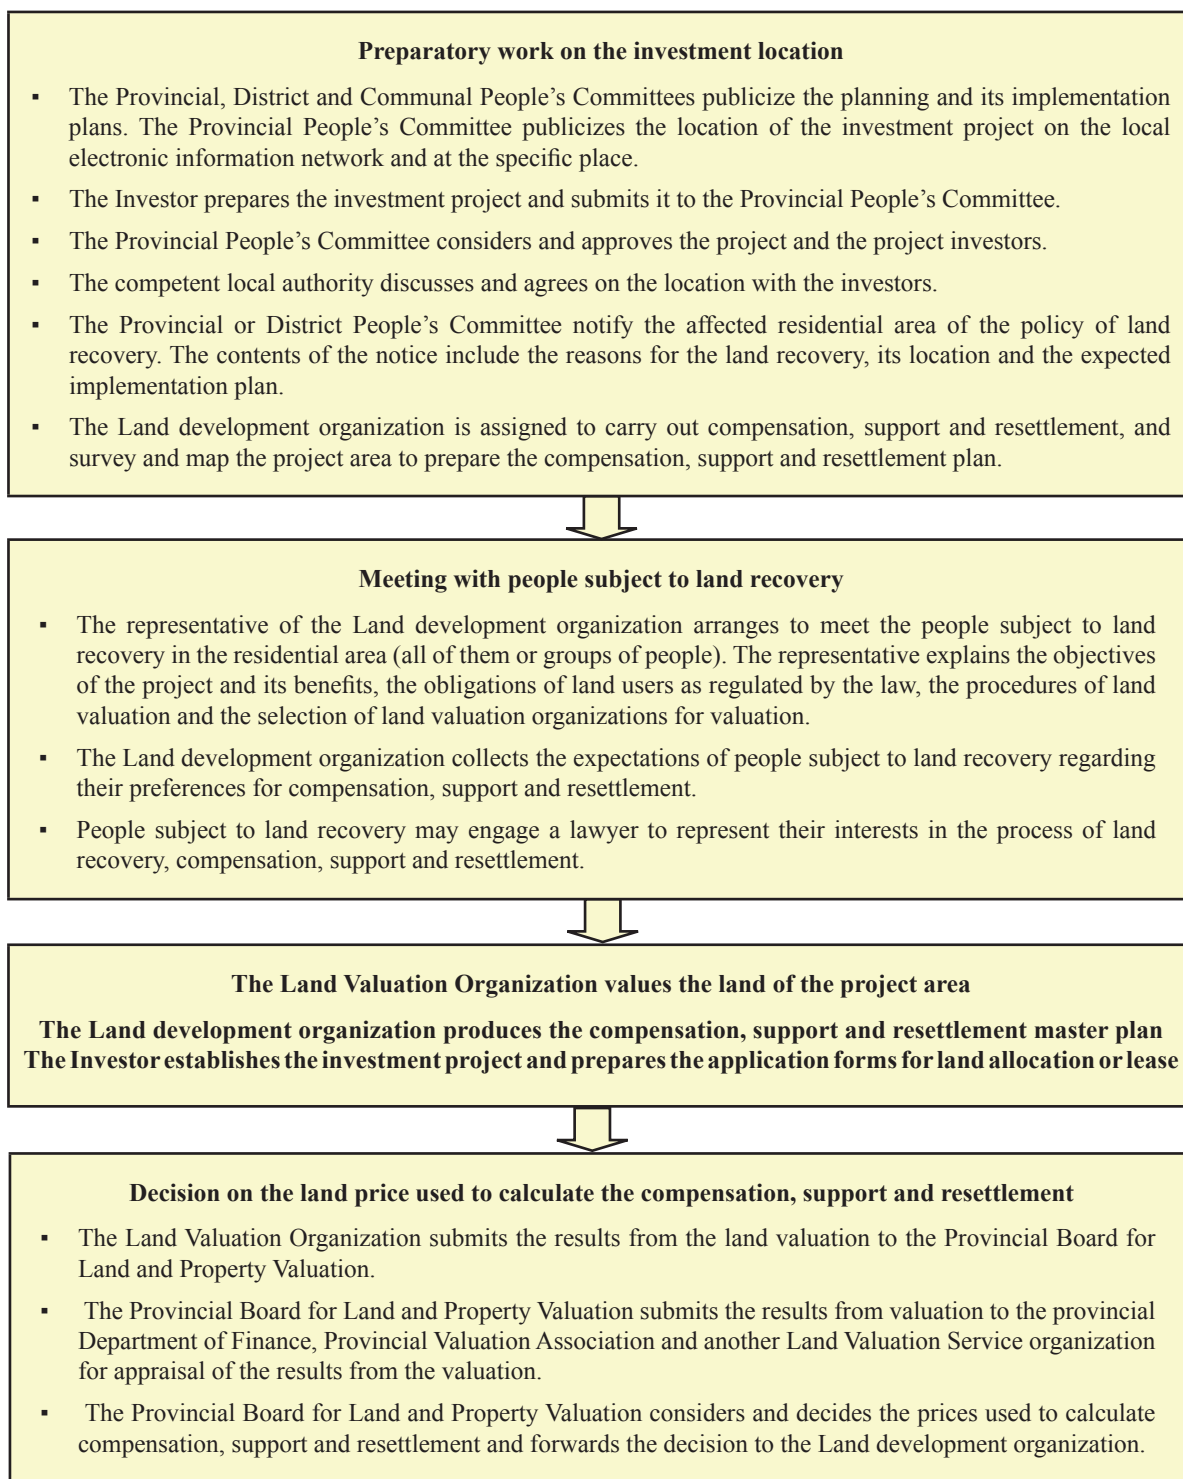 Preparatory work on the investment location
▪ The Provincial, District and Communal People’s Committees publicize the planning and its implementation
plans. The Provincial People’s Committee publicizes the location of the investment project on the local
electronic information network and at the specific place.
▪ The Investor prepares the investment project and submits it to the Provincial People’s Committee.
▪ The Provincial People’s Committee considers and approves the project and the project investors.
▪ The competent local authority discusses and agrees on the location with the investors.
▪ The Provincial or District People’s Committee notify the affected residential area of the policy of land
recovery. The contents of the notice include the reasons for the land recovery, its location and the expected
implementation plan.
▪ The Land development organization is assigned to carry out compensation, support and resettlement, and
survey and map the project area to prepare the compensation, support and resettlement plan.
Meeting with people subject to land recovery
▪ The representative of the Land development organization arranges to meet the people subject to land
recovery in the residential area (all of them or groups of people). The representative explains the objectives
of the project and its benefits, the obligations of land users as regulated by the law, the procedures of land
valuation and the selection of land valuation organizations for valuation.
▪ The Land development organization collects the expectations of people subject to land recovery regarding
their preferences for compensation, support and resettlement.
▪ People subject to land recovery may engage a lawyer to represent their interests in the process of land
recovery, compensation, support and resettlement.
The Land Valuation Organization values the land of the project area
The Land development organization produces the compensation, support and resettlement master plan
The Investor establishes the investment project and prepares the application forms for land allocation or lease
Decision on the land price used to calculate the compensation, support and resettlement
▪ The Land Valuation Organization submits the results from the land valuation to the Provincial Board for
Land and Property Valuation.
▪ The Provincial Board for Land and Property Valuation submits the results from valuation to the provincial
Department of Finance, Provincial Valuation Association and another Land Valuation Service organization
for appraisal of the results from the valuation.
▪ The Provincial Board for Land and Property Valuation considers and decides the prices used to calculate
compensation, support and resettlement and forwards the decision to the Land development organization.